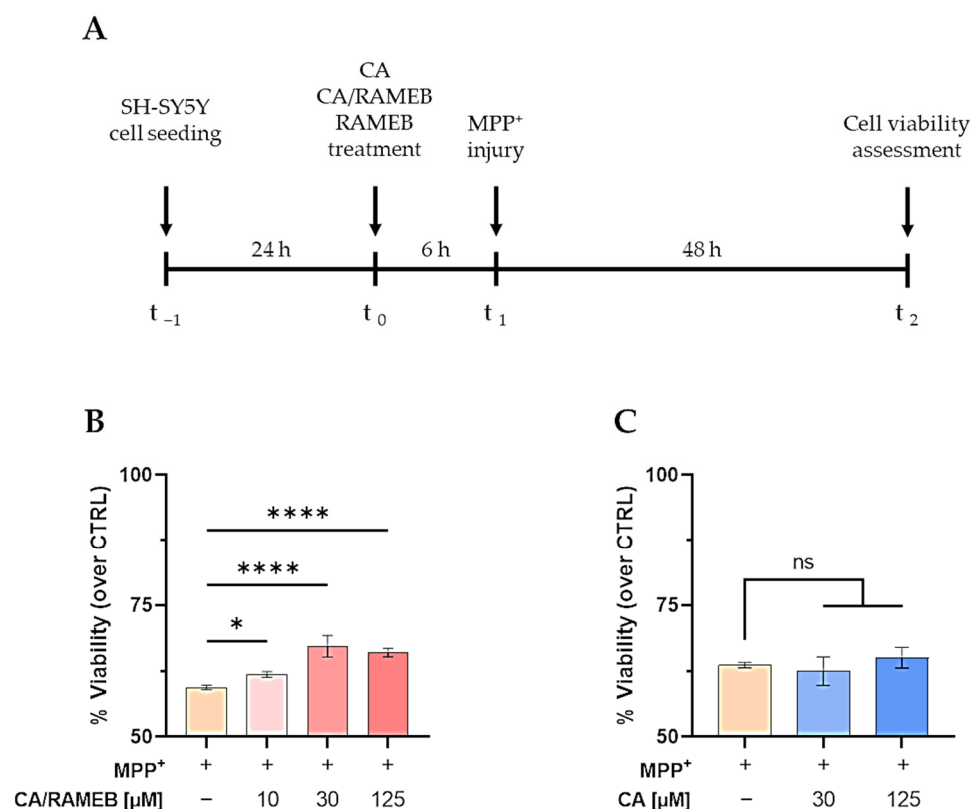 A
SH-SY5Y
cell seeding
CA
CA/RAMEB
RAMEB
treatment
MPP⁺
injury
Cell viability
assessment
24 h
6 h
48 h
t ₋₁
t ₀
t ₁
t ₂
B
% Viability (over CTRL)
100
75
50
****
****
*
MPP⁺ + + + +
CA/RAMEB [µM] – 10 30 125
C
% Viability (over CTRL)
100
75
50
ns
MPP⁺ + + +
CA [µM] – 30 125